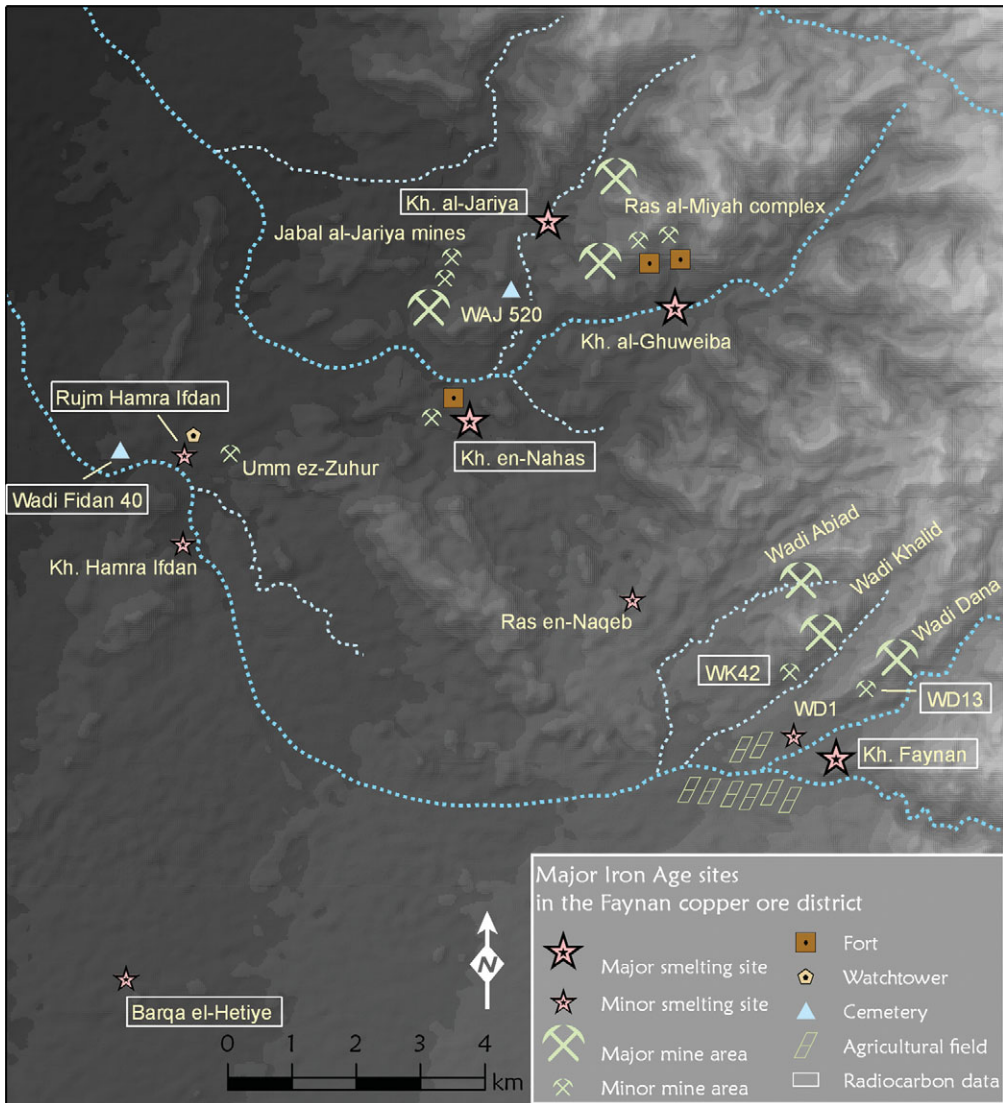 Kh. al-Jariya
Ras al-Miyah complex
Jabal al-Jariya mines
WAJ 520
Kh. al-Ghuweiba
Rujm Hamra Ifdan
Umm ez-Zuhur
Kh. en-Nahas
Wadi Fidan 40
Kh. Hamra Ifdan
Wadi Abiad
Wadi Khalid
Ras en-Naqeb
Wadi Dana
WK42
WD13
WD1
Kh. Faynan
Barqa el-Hetiye
N
0 1 2 3 4
km
Major Iron Age sites
in the Faynan copper ore district
Major smelting site
Minor smelting site
Major mine area
Minor mine area
Fort
Watchtower
Cemetery
Agricultural field
Radiocarbon data